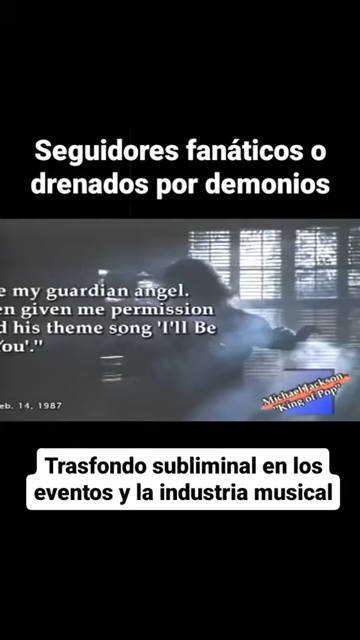 Seguidores fanáticos o
drenados por demonios
e my guardian angel.
en given me permission
d his theme song 'I'll Be
You'."
eb. 14, 1987
Michael Jackson
"King of Pop"
Trasfondo subliminal en los
eventos y la industria musical